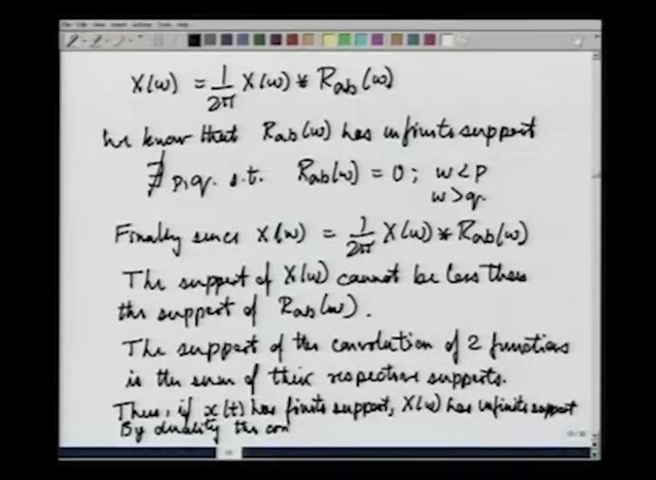 X(ω) = 1/2π X(ω) * Rab(ω)
We know that Rab(ω) has infinite support
∄ p,q. s.t. Rab(ω) = 0 ; ω < p
ω > q.
Finally since X(ω) = 1/2π X(ω) * Rab(ω)
The support of X(ω) cannot be less than
the support of Rab(ω).
The support of the convolution of 2 functions
is the sum of their respective supports.
Thus, if x(t) has finite support, X(ω) has infinite support
By duality the con